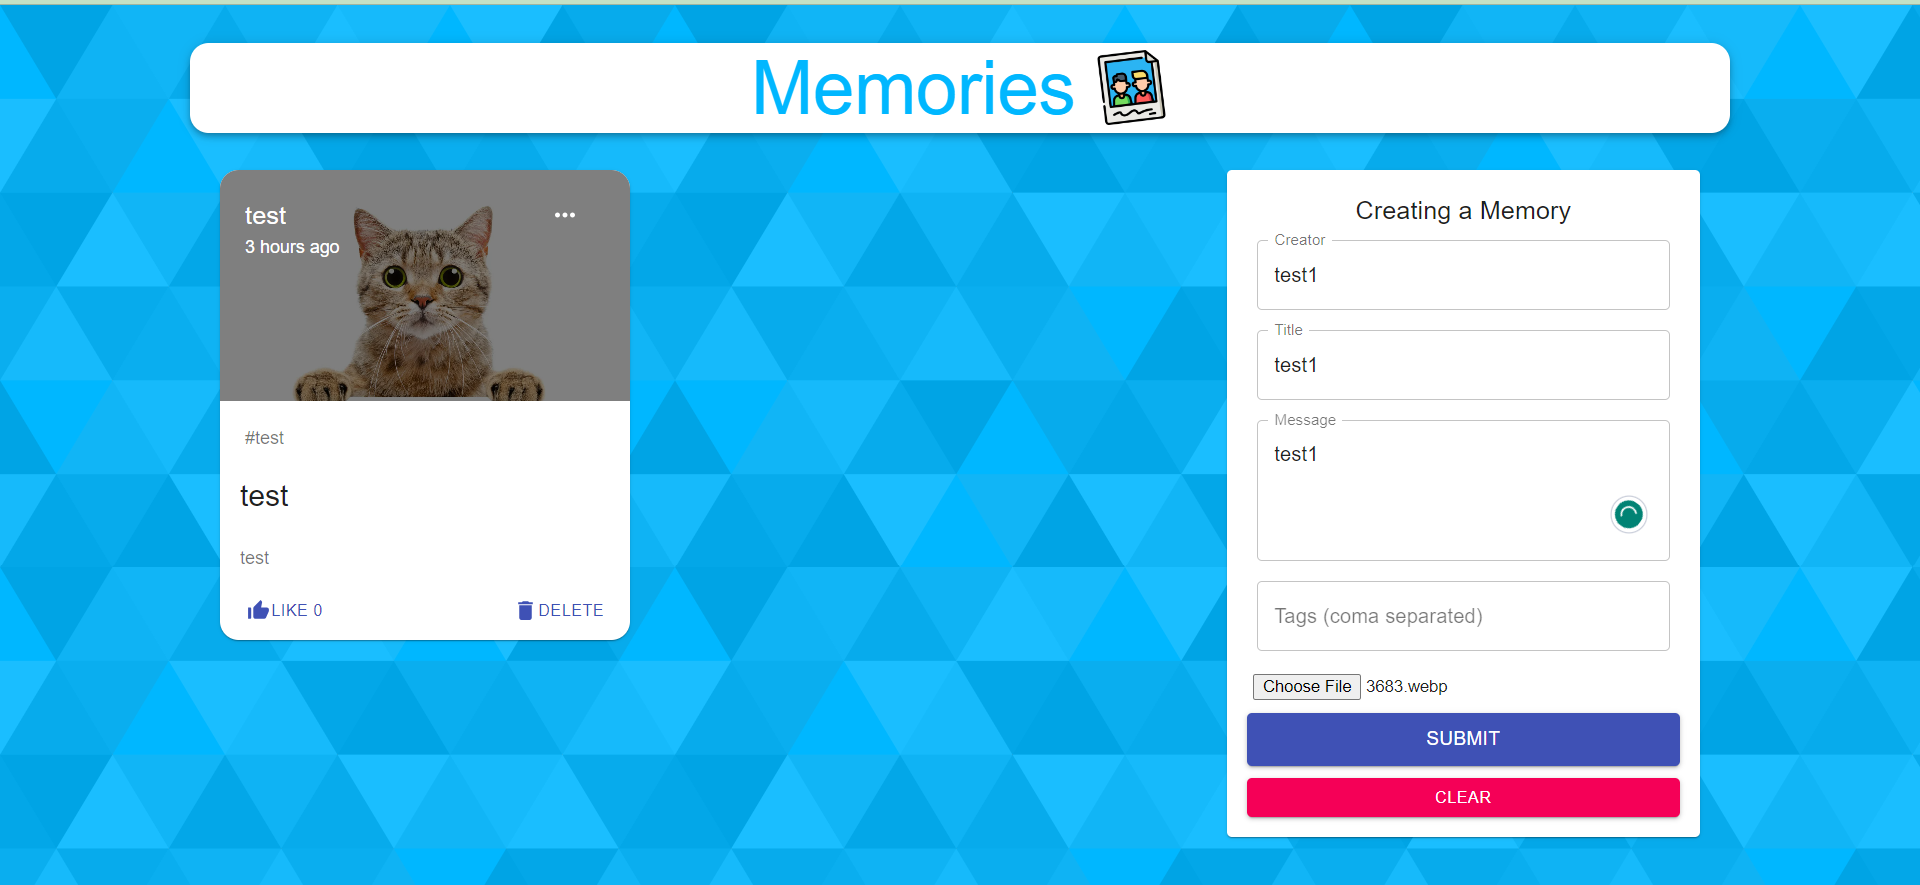 Memories
test
3 hours ago
#test
test
test
LIKE 0
DELETE
Creating a Memory
Creator
test1
Title
test1
Message
test1
Tags (coma separated)
Choose File 3683.webp
SUBMIT
CLEAR